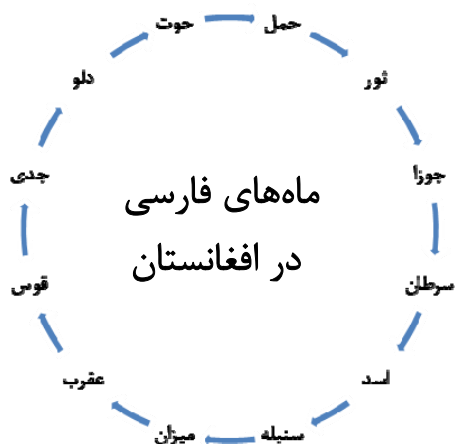 ماه‌های فارسی
در افغانستان
حمل
ثور
جوزا
سرطان
اسد
سنبله
میزان
عقرب
قوس
جدی
دلو
حوت